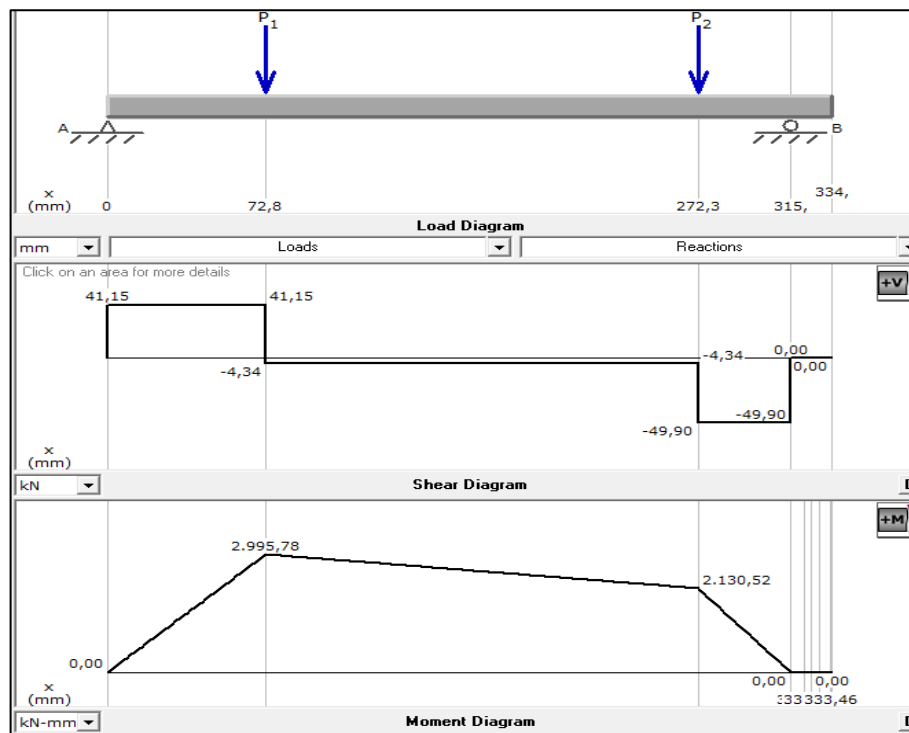 P1 P2
A B
x (mm) 0 72,8 272,3 315, 334,
Load Diagram
mm Loads Reactions
Click on an area for more details
+V
41,15 41,15
-4,34 -4,34 0,00 0,00
-49,90 -49,90
x (mm)
kN Shear Diagram
+M
2.995,78
2.130,52
0,00 0,00 0,00
x (mm) 333,46
kN-mm Moment Diagram